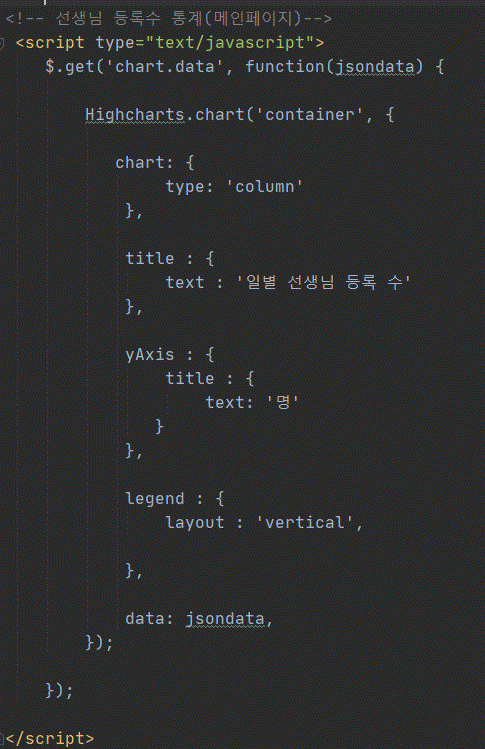 <!-- 선생님 등록수 통계(메인페이지)-->
<script type="text/javascript">
$.get('chart.data', function(jsondata) {
Highcharts.chart('container', {
chart: {
type: 'column'
},
title : {
text : '일별 선생님 등록 수'
},
yAxis : {
title : {
text: '명'
}
},
legend : {
layout : 'vertical',
},
data: jsondata,
});
});
</script>